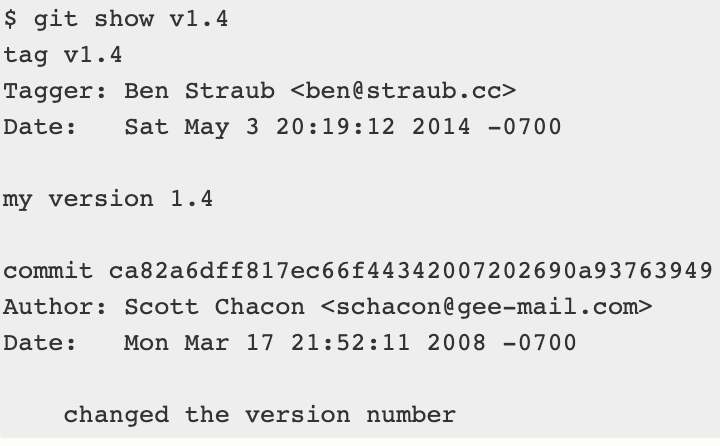 $ git show v1.4
tag v1.4
Tagger: Ben Straub <ben@straub.cc>
Date:   Sat May 3 20:19:12 2014 -0700

my version 1.4

commit ca82a6dff817ec66f44342007202690a93763949
Author: Scott Chacon <schacon@gee-mail.com>
Date:   Mon Mar 17 21:52:11 2008 -0700

    changed the version number